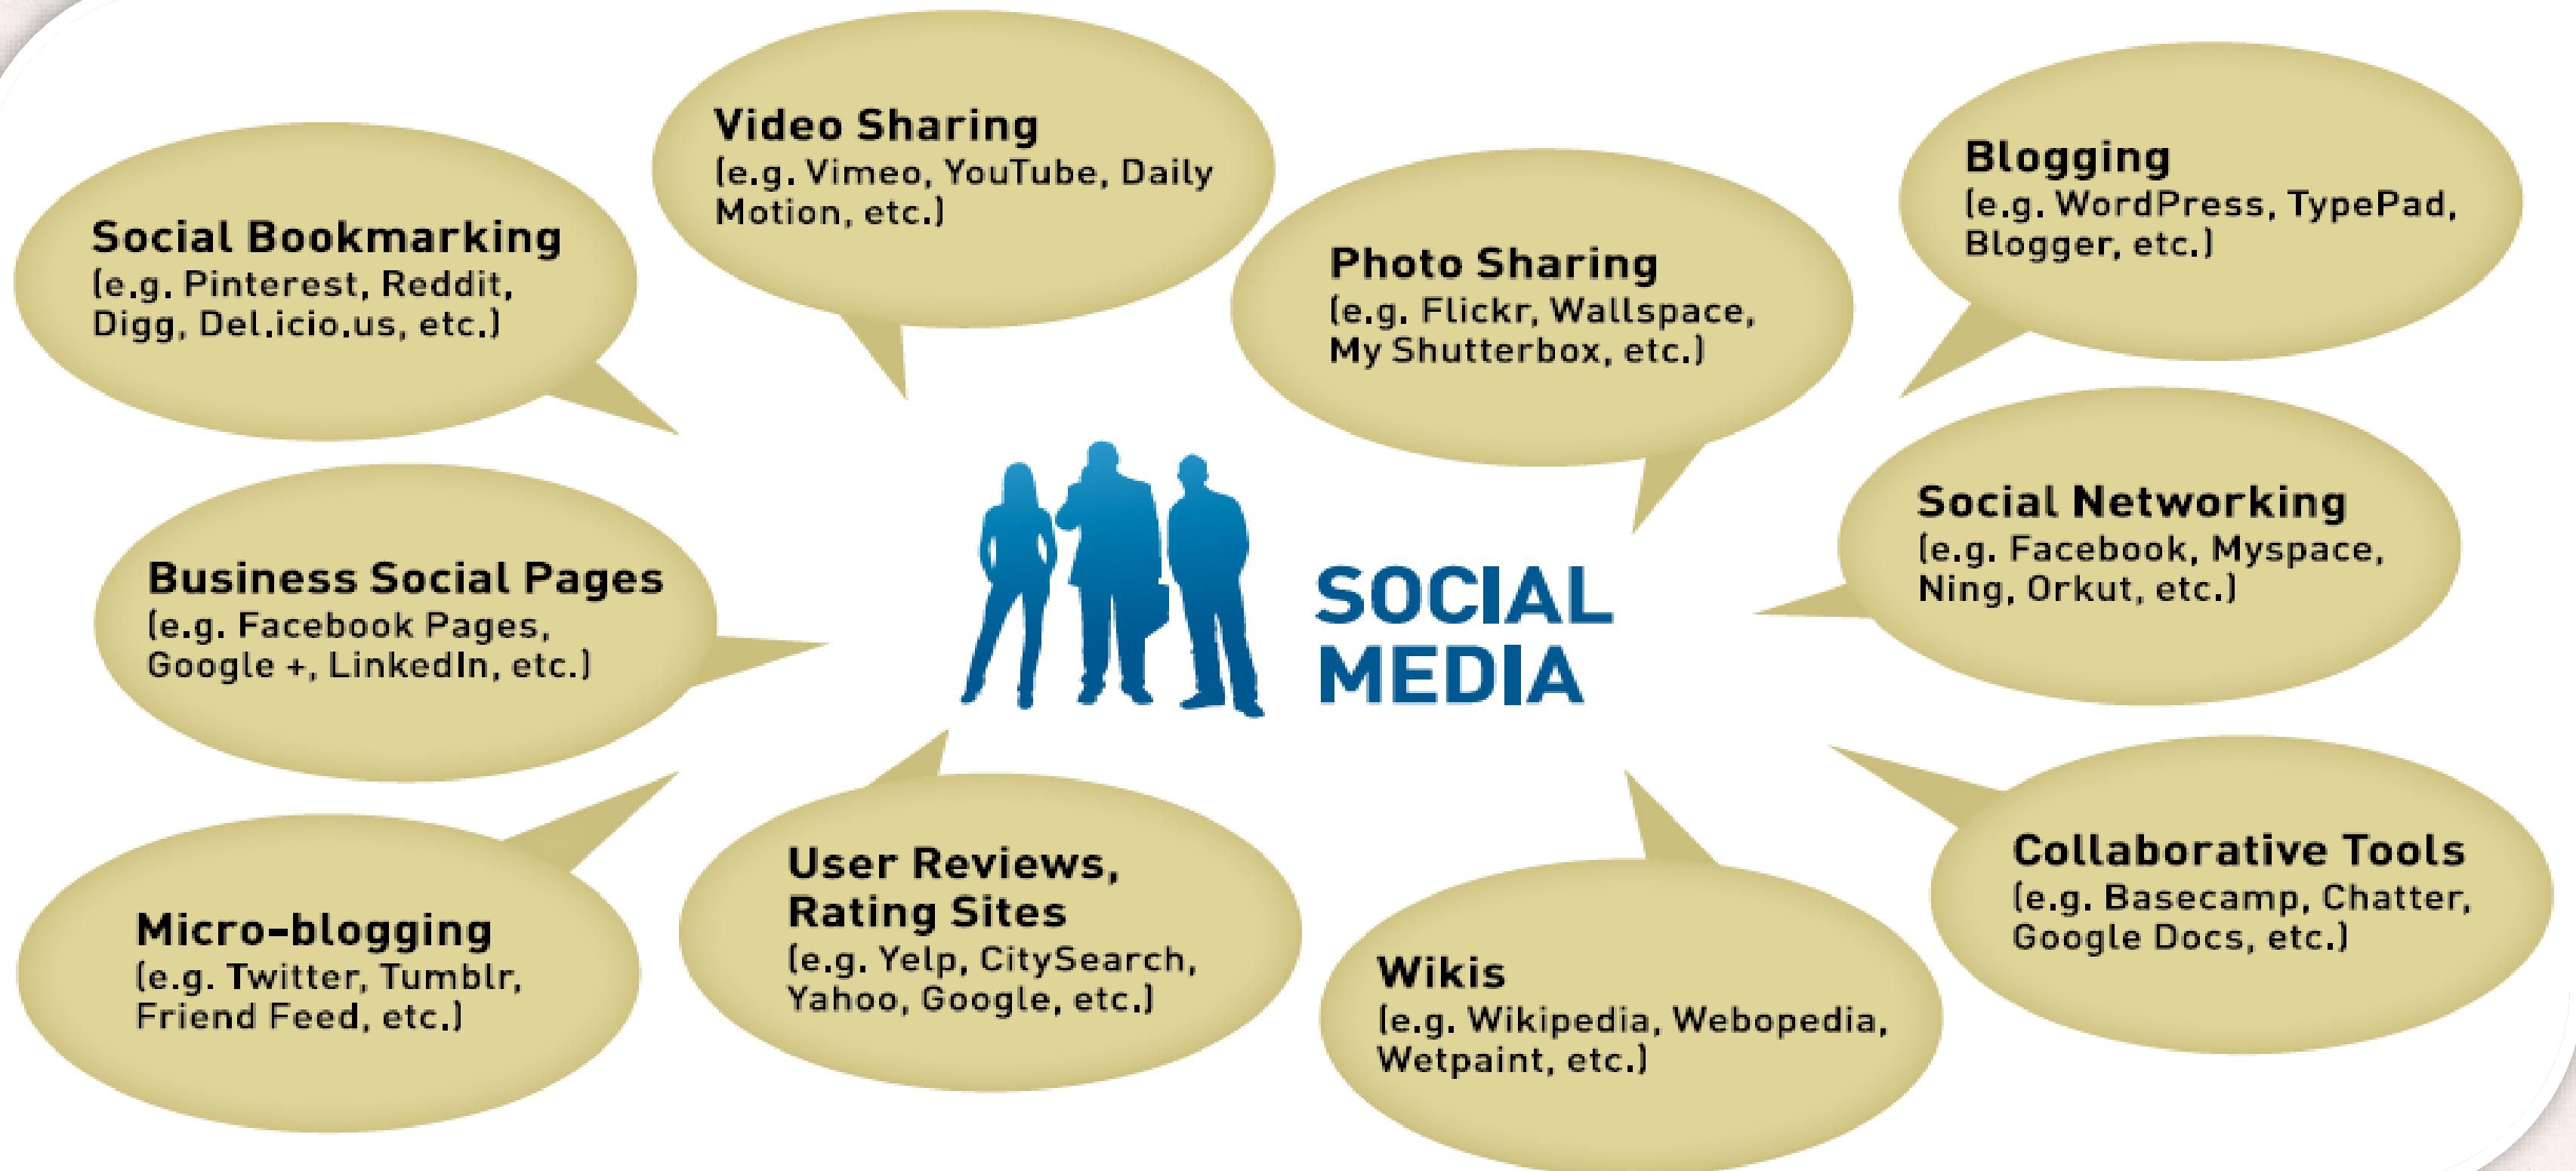 Video Sharing
(e.g. Vimeo, YouTube, Daily
Motion, etc.)
Blogging
(e.g. WordPress, TypePad,
Blogger, etc.)
Social Bookmarking
(e.g. Pinterest, Reddit,
Digg, Del.icio.us, etc.)
Photo Sharing
(e.g. Flickr, Wallspace,
My Shutterbox, etc.)
Social Networking
(e.g. Facebook, Myspace,
Ning, Orkut, etc.)
Business Social Pages
(e.g. Facebook Pages,
Google +, LinkedIn, etc.)
SOCIAL
MEDIA
User Reviews,
Rating Sites
(e.g. Yelp, CitySearch,
Yahoo, Google, etc.)
Collaborative Tools
(e.g. Basecamp, Chatter,
Google Docs, etc.)
Micro-blogging
(e.g. Twitter, Tumblr,
Friend Feed, etc.)
Wikis
(e.g. Wikipedia, Webopedia,
Wetpaint, etc.)